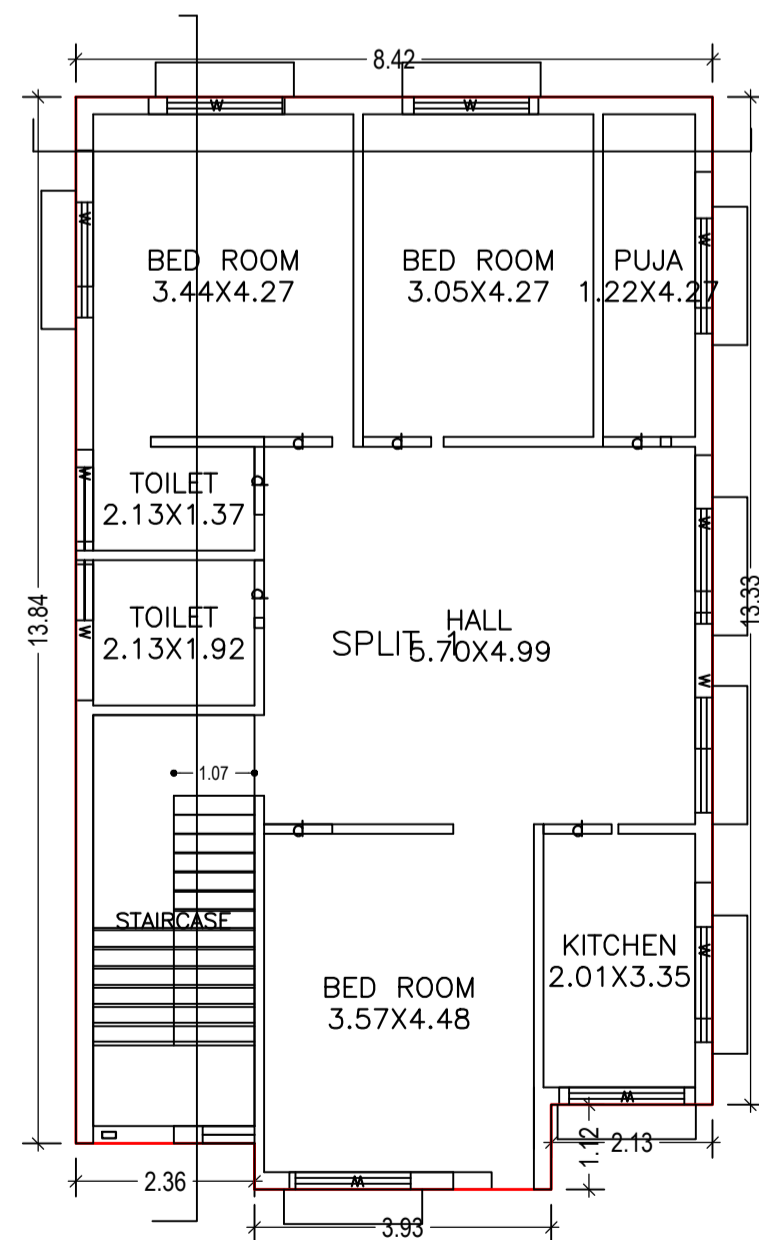 8.42
W
W
W
W
BED ROOM
3.44X4.27
BED ROOM
3.05X4.27
PUJA
1.22X4.27
d
d
d
W
TOILET
2.13X1.37
d
W
13.84
13.33
TOILET
2.13X1.92
d
W
SPLIT 1
HALL
5.70X4.99
W
1.07
d
d
STAIRCASE
KITCHEN
2.01X3.35
W
BED ROOM
3.57X4.48
W
1.12
2.13
2.36
W
3.93